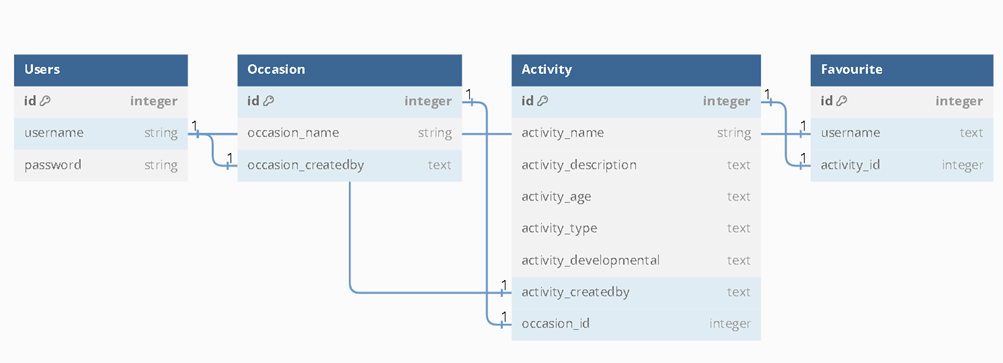 Users
id integer
username string
password string
Occasion
id integer
occasion_name string
occasion_createdby text
Activity
id integer
activity_name string
activity_description text
activity_age text
activity_type text
activity_developmental text
activity_createdby text
occasion_id integer
Favourite
id integer
username text
activity_id integer
1
1
1
1
1
1
1
1